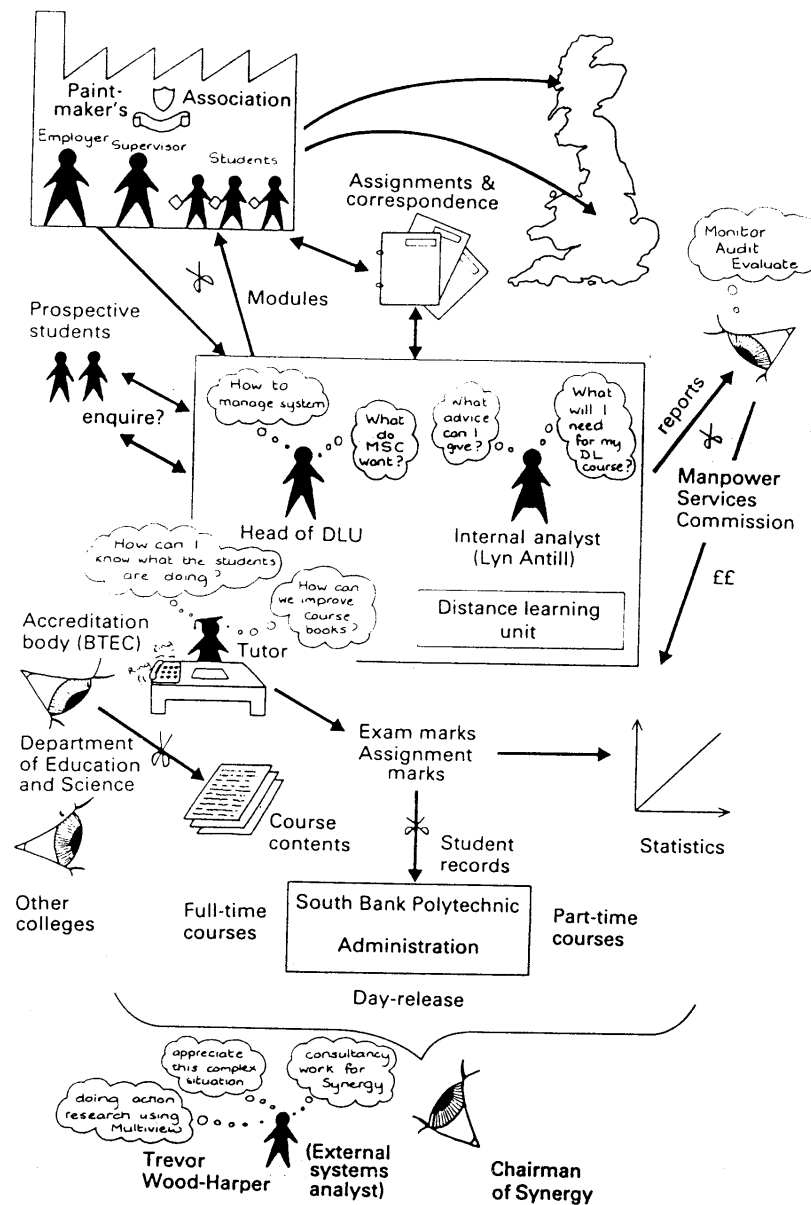 Paint-
maker's
Association
Employer
Supervisor
Students
Assignments &
correspondence
Monitor
Audit
Evaluate
Modules
Prospective
students
enquire?
How to
manage system
What
do
MSC
want?
What
advice
can I
give?
What
will I
need
for my
DL
course?
reports
Manpower
Services
Commission
££
Head of DLU
Internal analyst
(Lyn Antill)
How can I
know what the
students
are doing?
How can
we improve
course
books?
Distance learning
unit
Accreditation
body (BTEC)
Tutor
Exam marks
Assignment
marks
Department
of Education
and Science
Course
contents
Student
records
Statistics
Other
colleges
Full-time
courses
South Bank Polytechnic
Administration
Part-time
courses
Day-release
appreciate
this complex
situation
consultancy
work for
Synergy
doing action
research using
Multiview
Trevor
Wood-Harper
(External
systems
analyst)
Chairman
of Synergy